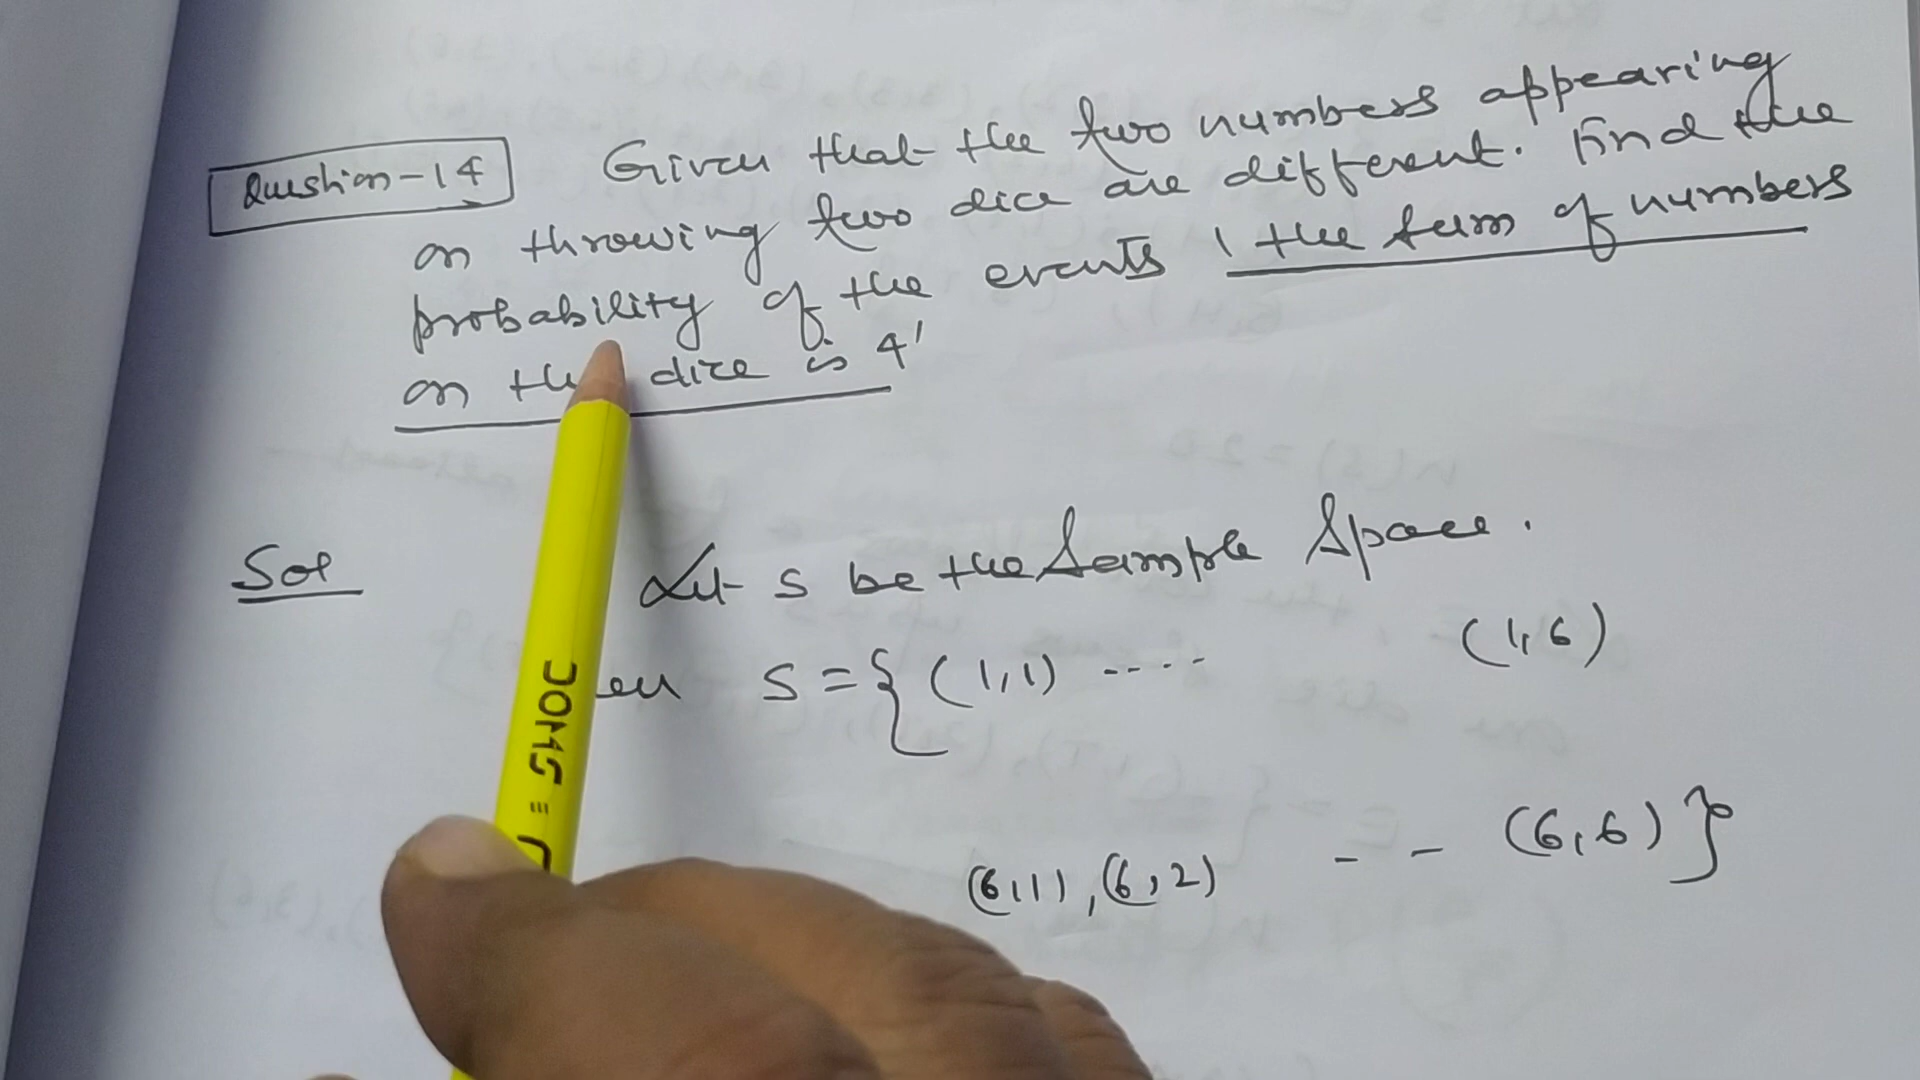 Question-14 Given that the two numbers appearing
on throwing two dice are different. Find the
probability of the events 'the sum of numbers
on the dice is 4'
Sol Let S be the Sample Space.
S = { (1,1) .... (1,6)
(6,1), (6,2) - - (6,6) }
DOMS